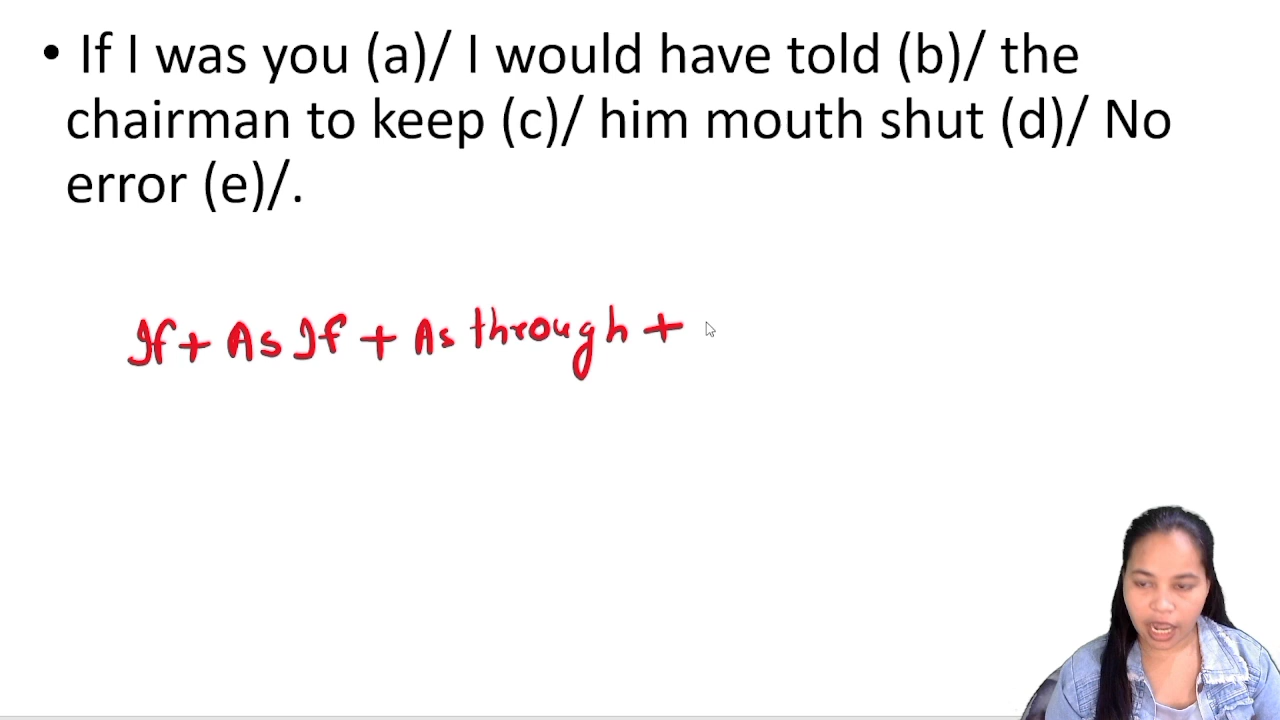 • If I was you (a)/ I would have told (b)/ the
chairman to keep (c)/ him mouth shut (d)/ No
error (e)/.
If + As If + As through +